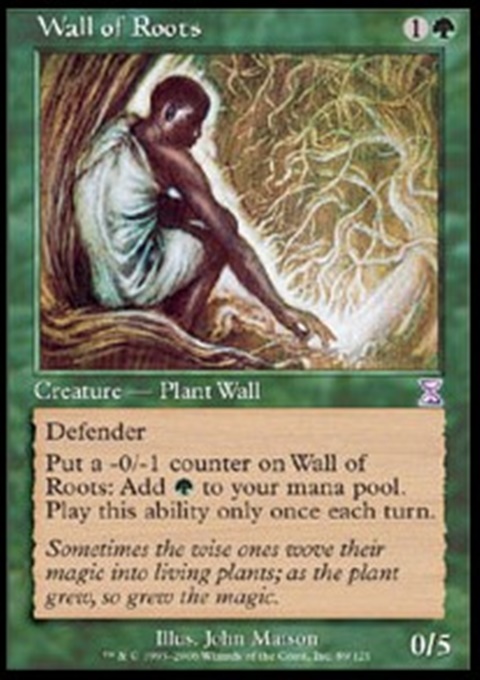 Wall of Roots 1
Creature — Plant Wall
Defender
Put a -0/-1 counter on Wall of
Roots: Add to your mana pool.
Play this ability only once each turn.
Sometimes the wise ones wove their
magic into living plants; as the plant
grew, so grew the magic.
Illus. John Matson
™ & © 1993-2006 Wizards of the Coast, Inc. 89/121
0/5